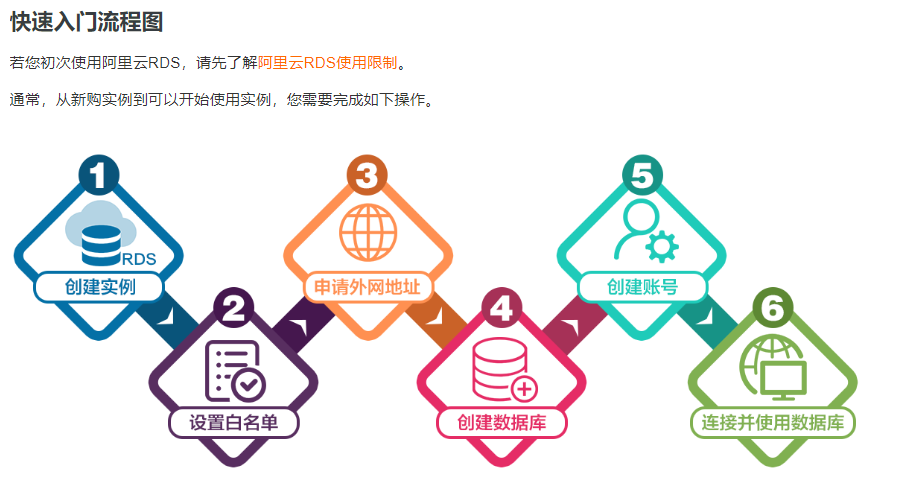 快速入门流程图
若您初次使用阿里云RDS，请先了解阿里云RDS使用限制。
通常，从新购实例到可以开始使用实例，您需要完成如下操作。
1
RDS
创建实例
2
设置白名单
3
申请外网地址
4
创建数据库
5
创建账号
6
连接并使用数据库